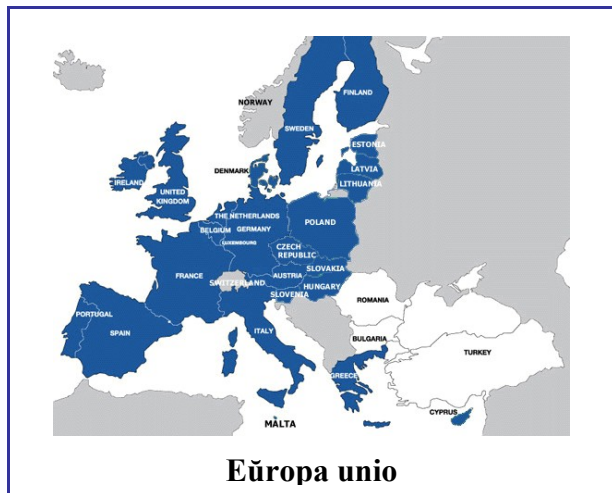 NORWAY
FINLAND
SWEDEN
ESTONIA
LATVIA
LITHUANIA
DENMARK
IRELAND
UNITED
KINGDOM
THE NETHERLANDS
BELGIUM
GERMANY
LUXEMBOURG
POLAND
CZECH
REPUBLIC
SLOVAKIA
FRANCE
SWITZERLAND
AUSTRIA
HUNGARY
SLOVENIA
ROMANIA
PORTUGAL
SPAIN
ITALY
BULGARIA
TURKEY
GREECE
CYPRUS
MALTA
Eŭropa unio